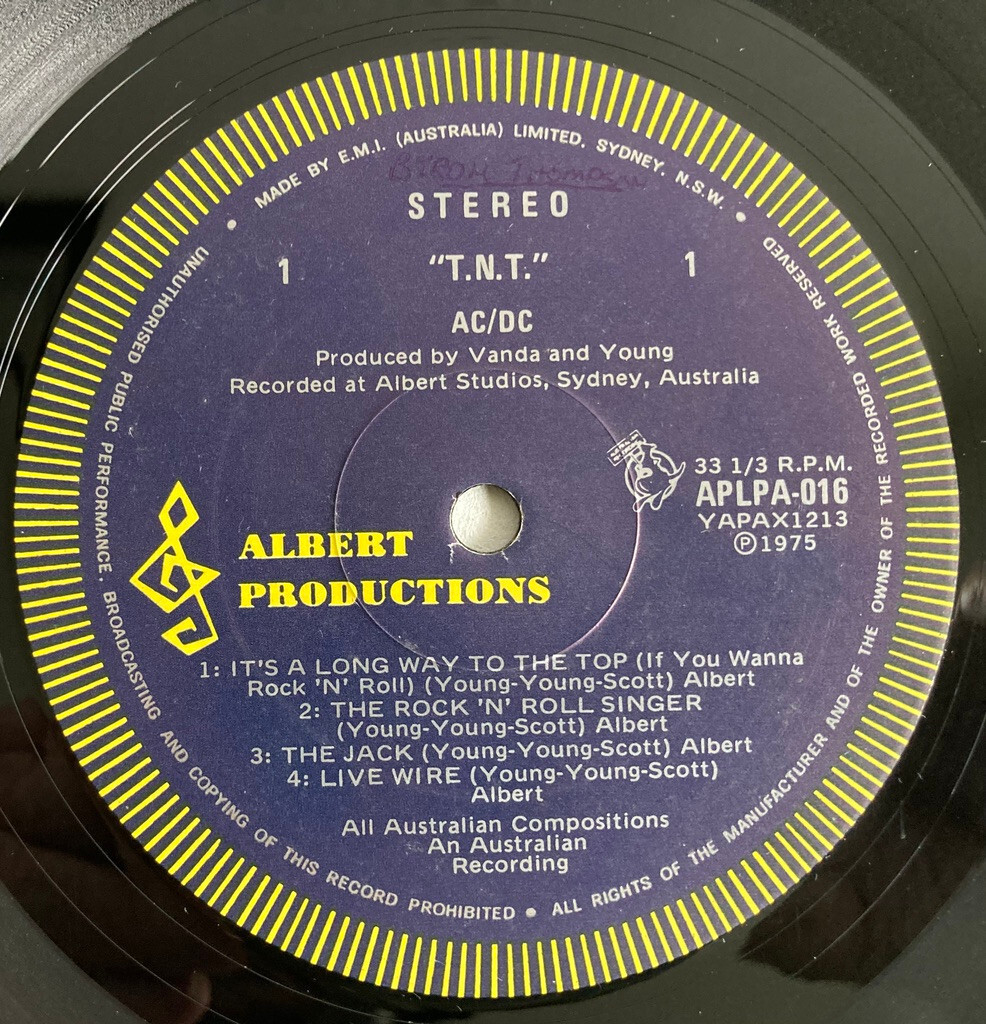 MADE BY E.M.I. (AUSTRALIA) LIMITED. SYDNEY. N.S.W.
BYRON THOMPSON
STEREO
1 "T.N.T." 1
AC/DC
Produced by Vanda and Young
Recorded at Albert Studios, Sydney, Australia
33 1/3 R.P.M.
APLPA-016
YAPAX1213
Ⓟ1975
ALBERT
PRODUCTIONS
1: IT'S A LONG WAY TO THE TOP (If You Wanna
Rock 'N' Roll) (Young-Young-Scott) Albert
2: THE ROCK 'N' ROLL SINGER
(Young-Young-Scott) Albert
3: THE JACK (Young-Young-Scott) Albert
4: LIVE WIRE (Young-Young-Scott)
Albert
All Australian Compositions
An Australian
Recording
UNAUTHORISED PUBLIC PERFORMANCE. BROADCASTING AND COPYING OF THIS RECORD PROHIBITED • ALL RIGHTS OF THE MANUFACTURER AND OF THE OWNER OF THE RECORDED WORK RESERVED